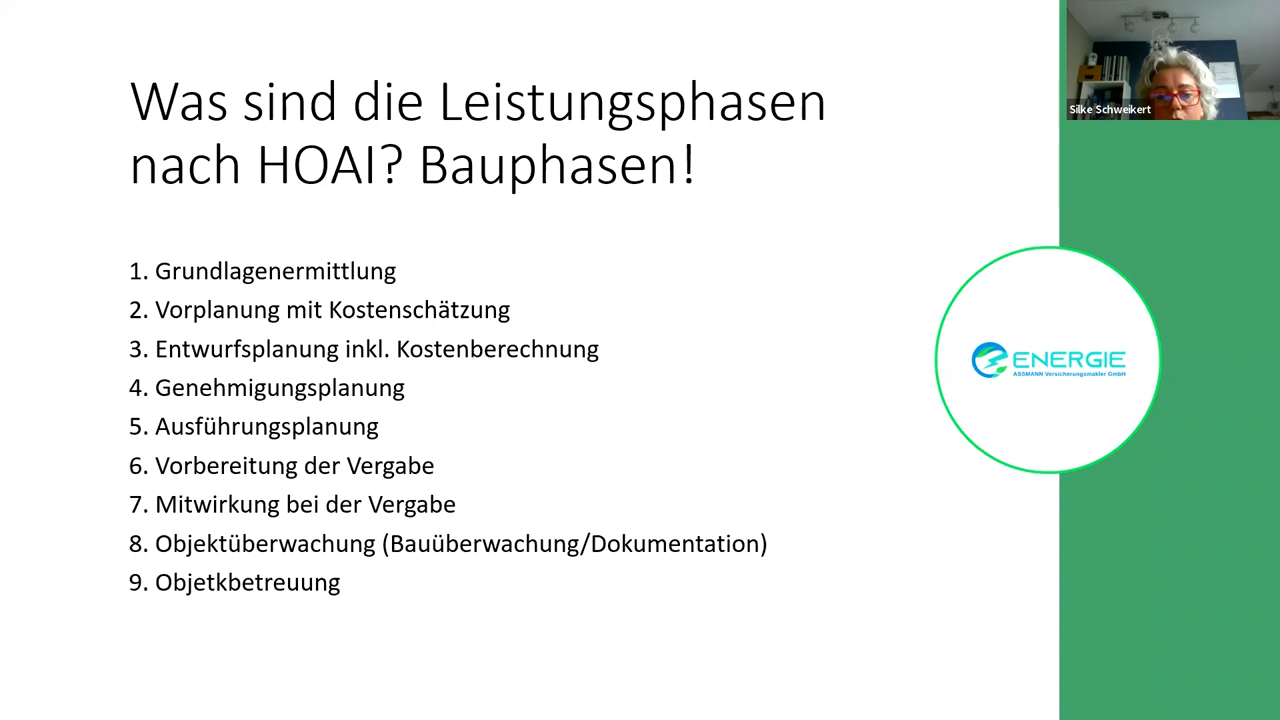 Was sind die Leistungsphasen
nach HOAI? Bauphasen!
1. Grundlagenermittlung
2. Vorplanung mit Kostenschätzung
3. Entwurfsplanung inkl. Kostenberechnung
4. Genehmigungsplanung
5. Ausführungsplanung
6. Vorbereitung der Vergabe
7. Mitwirkung bei der Vergabe
8. Objektüberwachung (Bauüberwachung/Dokumentation)
9. Objetkbetreuung
Silke Schweikert
ENERGIE
ASSMANN Versicherungsmakler GmbH